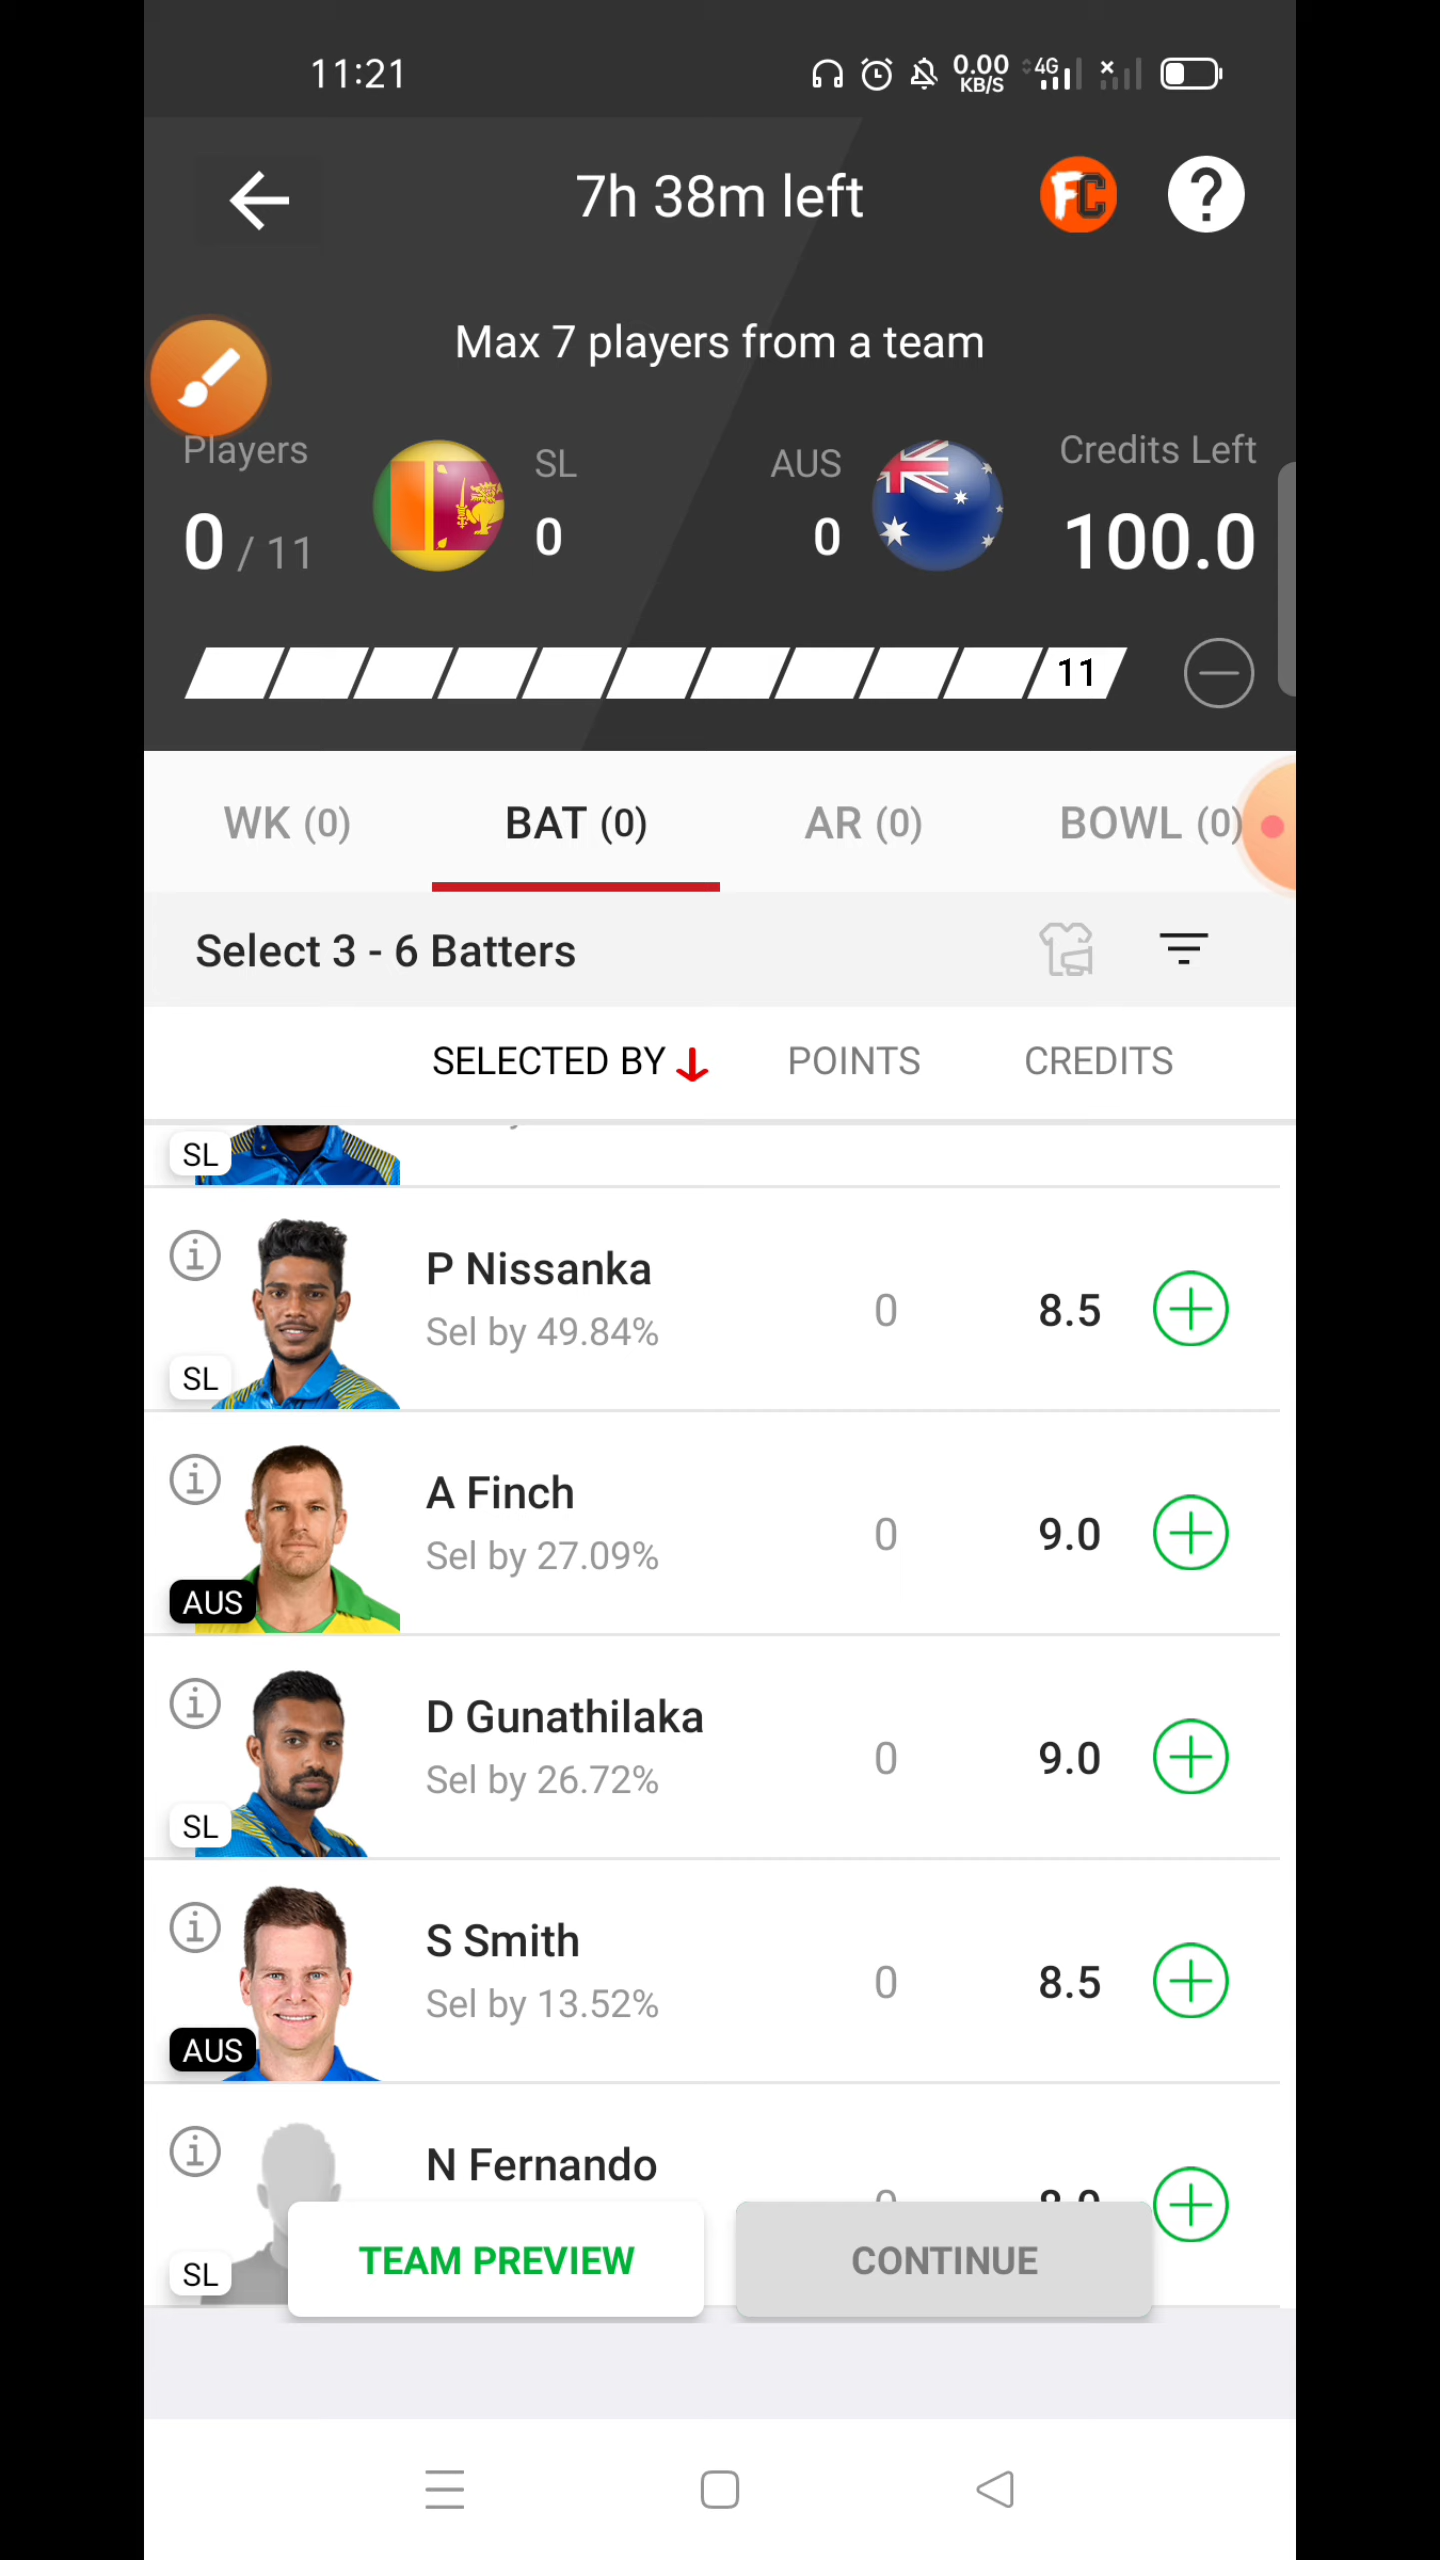 11:21
0.00
KB/S
4G
7h 38m left
FC
?
Max 7 players from a team
Players
SL
AUS
Credits Left
0 / 11
0
0
100.0
11
WK (0)
BAT (0)
AR (0)
BOWL (0)
Select 3 - 6 Batters
SELECTED BY
POINTS
CREDITS
SL
P Nissanka
Sel by 49.84%
0
8.5
SL
A Finch
Sel by 27.09%
0
9.0
AUS
D Gunathilaka
Sel by 26.72%
0
9.0
SL
S Smith
Sel by 13.52%
0
8.5
AUS
N Fernando
SL
TEAM PREVIEW
CONTINUE